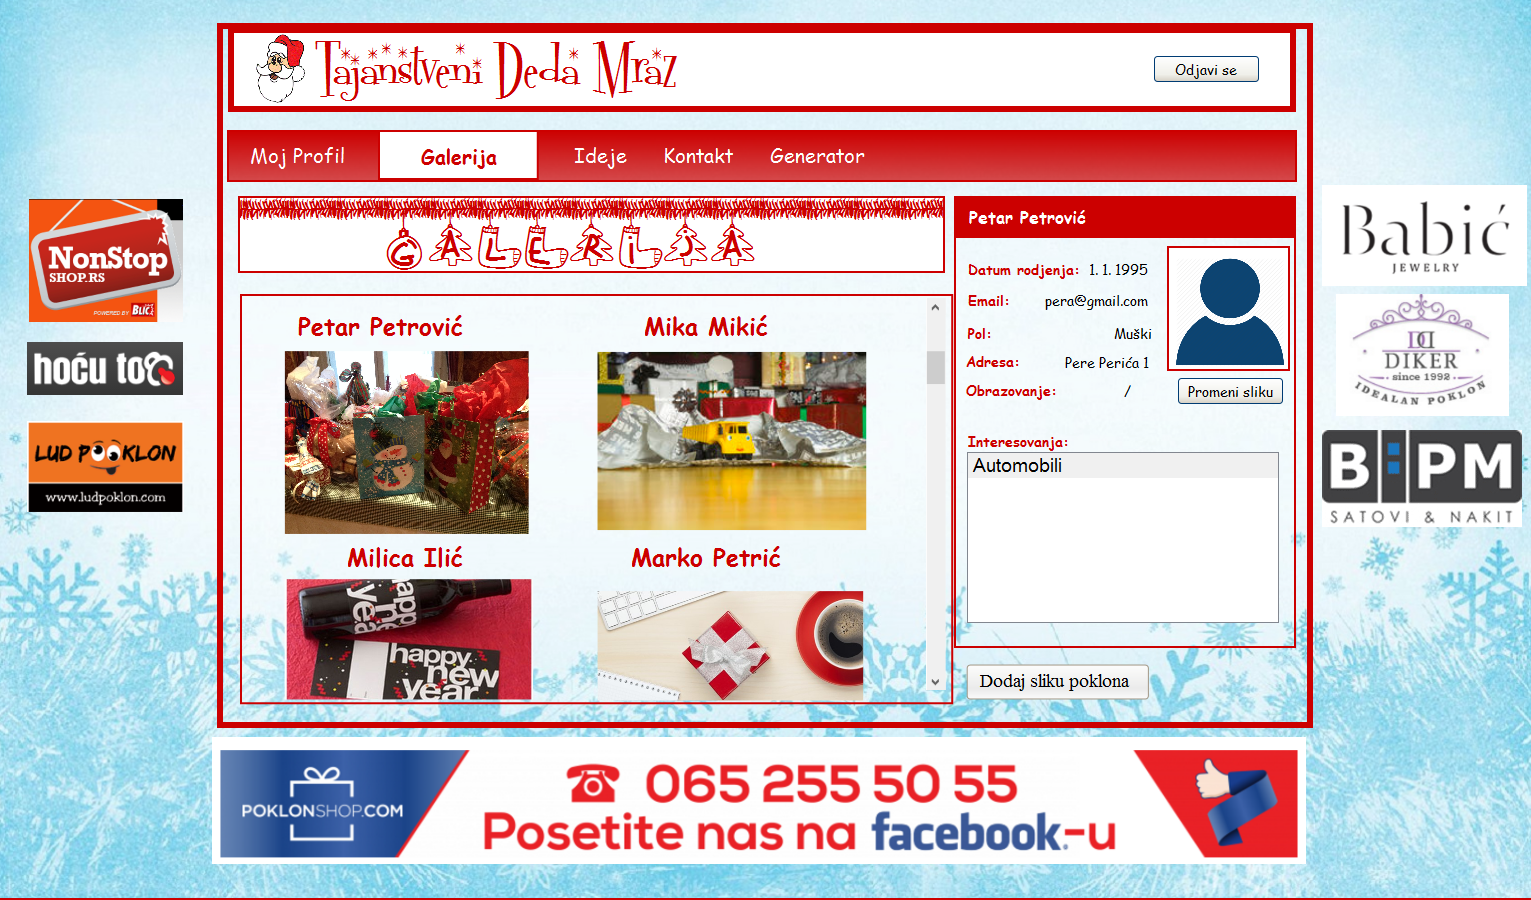 Tajanstveni Deda Mraz
Odjavi se
Moj Profil
Galerija
Ideje
Kontakt
Generator
GALERIJA
Petar Petrović
Mika Mikić
Milica Ilić
Marko Petrić
happy
new
year
Petar Petrović
Datum rodjenja: 1. 1. 1995
Email: pera@gmail.com
Pol: Muški
Adresa: Pere Perića 1
Obrazovanje: /
Promeni sliku
Interesovanja:
Automobili
Dodaj sliku poklona
NonStop
SHOP.RS
POWERED BY BLIC
hoću to
LUD POKLON
www.ludpoklon.com
Babić
JEWELRY
DD
DIKER
since 1992
IDEALAN POKLON
B:PM
SATOVI & NAKIT
POKLONSHOP.COM
065 255 50 55
Posetite nas na facebook-u